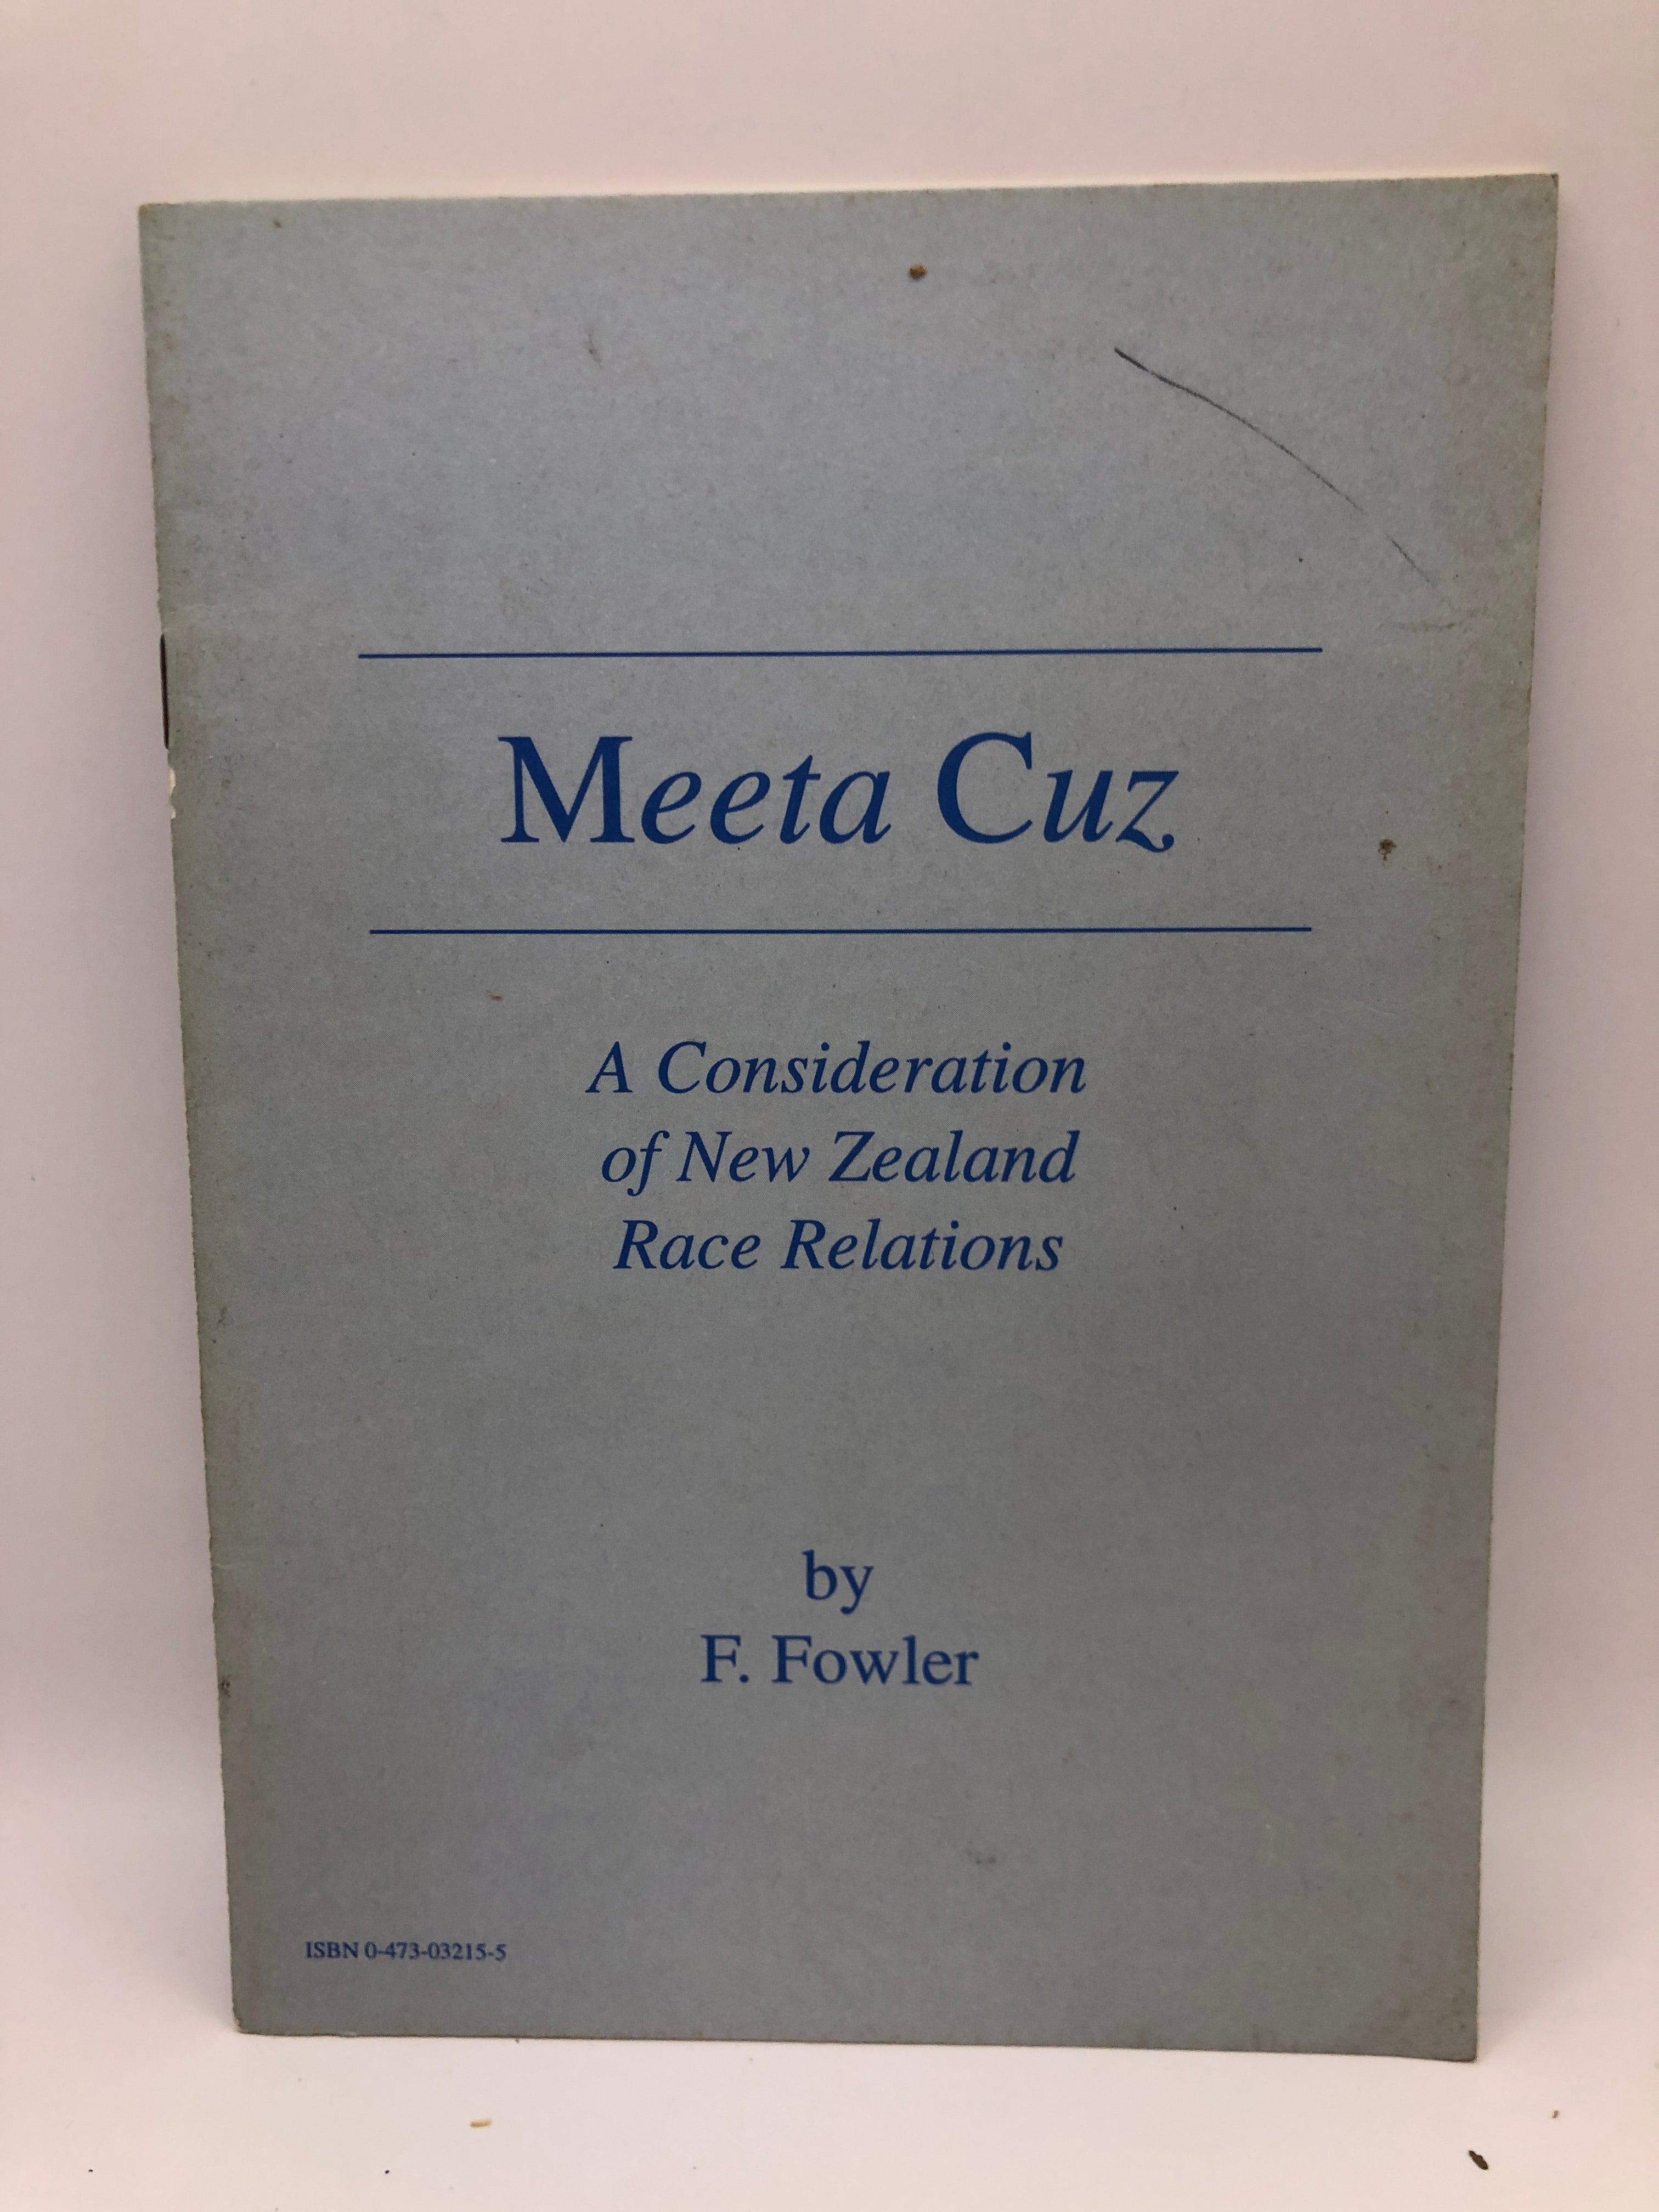 Meeta Cuz
A Consideration
of New Zealand
Race Relations
by
F. Fowler
ISBN 0-473-03215-5